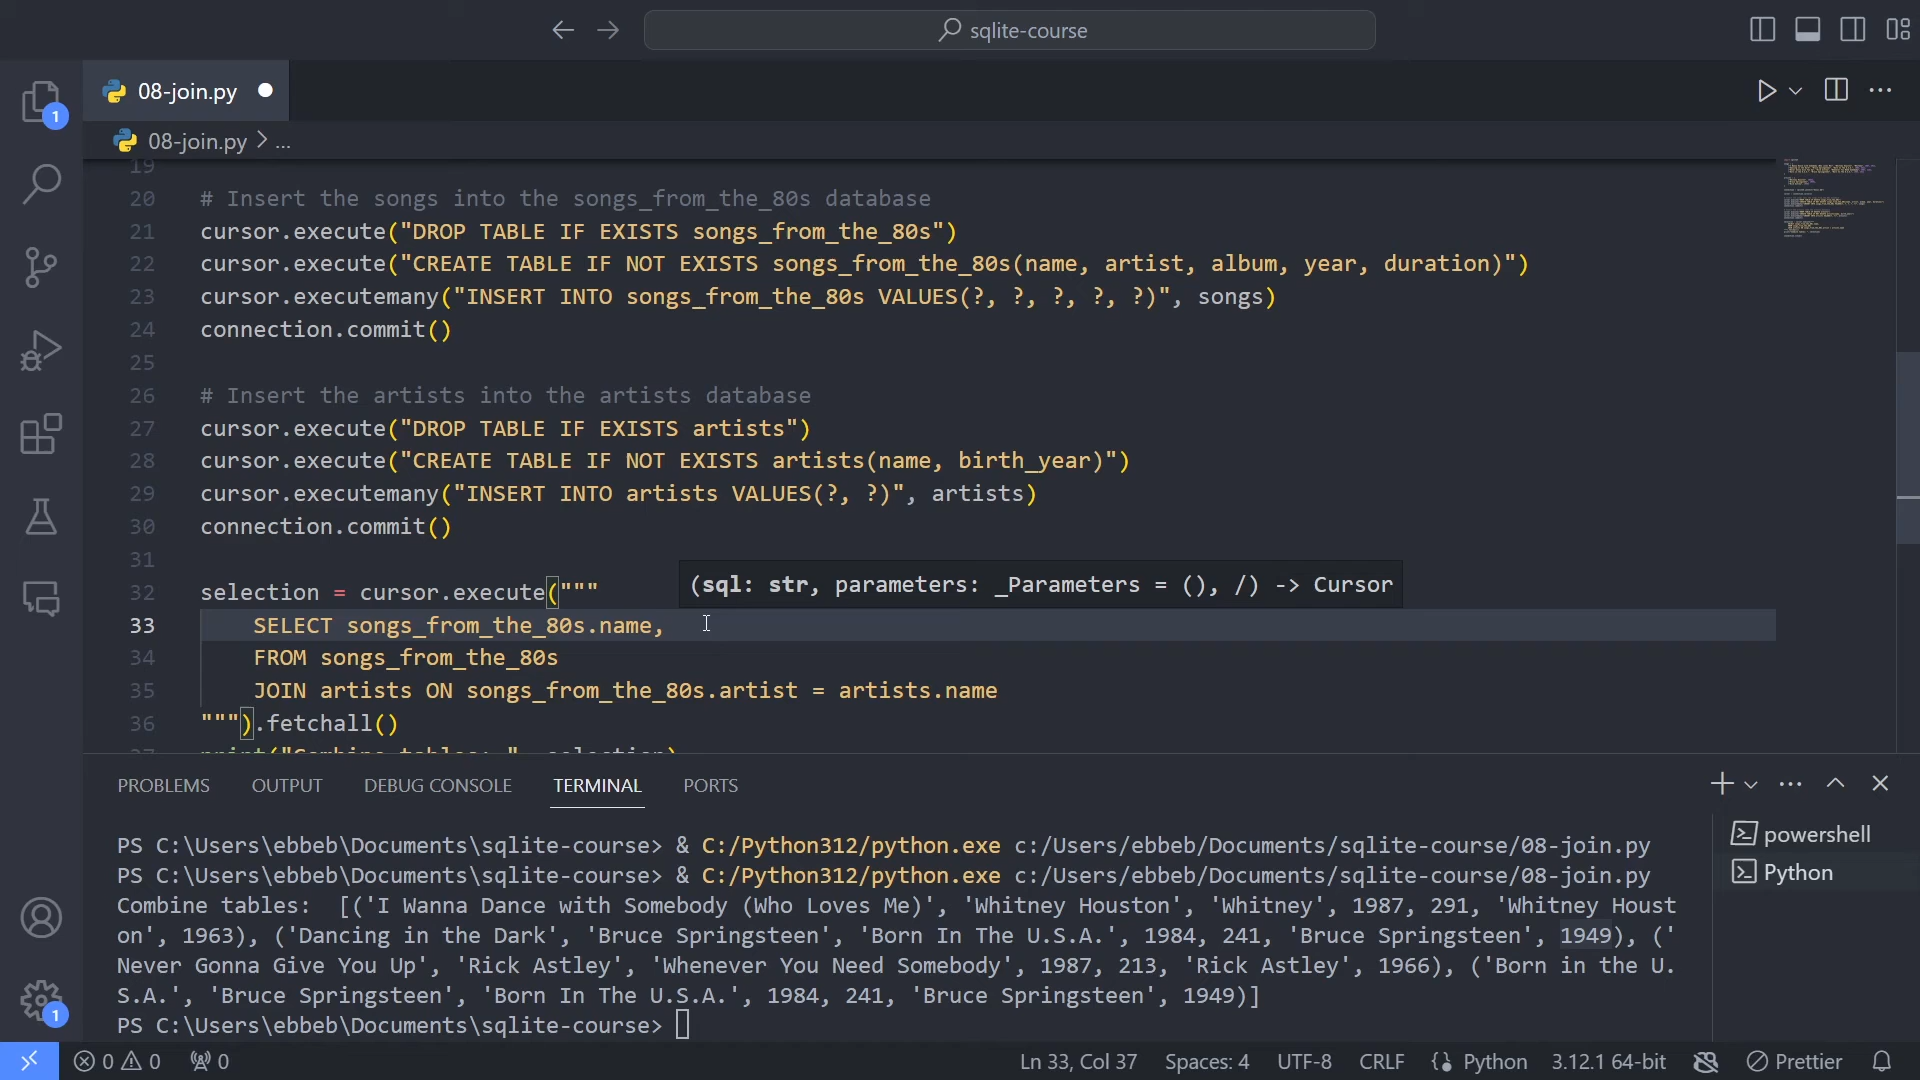 sqlite-course
08-join.py
08-join.py > ...
1
19
20 # Insert the songs into the songs_from_the_80s database
21 cursor.execute("DROP TABLE IF EXISTS songs_from_the_80s")
22 cursor.execute("CREATE TABLE IF NOT EXISTS songs_from_the_80s(name, artist, album, year, duration)")
23 cursor.executemany("INSERT INTO songs_from_the_80s VALUES(?, ?, ?, ?, ?)", songs)
24 connection.commit()
25
26 # Insert the artists into the artists database
27 cursor.execute("DROP TABLE IF EXISTS artists")
28 cursor.execute("CREATE TABLE IF NOT EXISTS artists(name, birth_year)")
29 cursor.executemany("INSERT INTO artists VALUES(?, ?)", artists)
30 connection.commit()
31
(sql: str, parameters: _Parameters = (), /) -> Cursor
32 selection = cursor.execute("""
33 SELECT songs_from_the_80s.name,
34 FROM songs_from_the_80s
35 JOIN artists ON songs_from_the_80s.artist = artists.name
36 """).fetchall()
37 print("Combine tables: ", selection)
PROBLEMS OUTPUT DEBUG CONSOLE TERMINAL PORTS
PS C:\Users\ebbeb\Documents\sqlite-course> & C:/Python312/python.exe c:/Users/ebbeb/Documents/sqlite-course/08-join.py
PS C:\Users\ebbeb\Documents\sqlite-course> & C:/Python312/python.exe c:/Users/ebbeb/Documents/sqlite-course/08-join.py
Combine tables:  [('I Wanna Dance with Somebody (Who Loves Me)', 'Whitney Houston', 'Whitney', 1987, 291, 'Whitney Houst
on', 1963), ('Dancing in the Dark', 'Bruce Springsteen', 'Born In The U.S.A.', 1984, 241, 'Bruce Springsteen', 1949), ('
Never Gonna Give You Up', 'Rick Astley', 'Whenever You Need Somebody', 1987, 213, 'Rick Astley', 1966), ('Born in the U.
S.A.', 'Bruce Springsteen', 'Born In The U.S.A.', 1984, 241, 'Bruce Springsteen', 1949)]
PS C:\Users\ebbeb\Documents\sqlite-course>
powershell
Python
1
0 0 0
Ln 33, Col 37 Spaces: 4 UTF-8 CRLF Python 3.12.1 64-bit Prettier